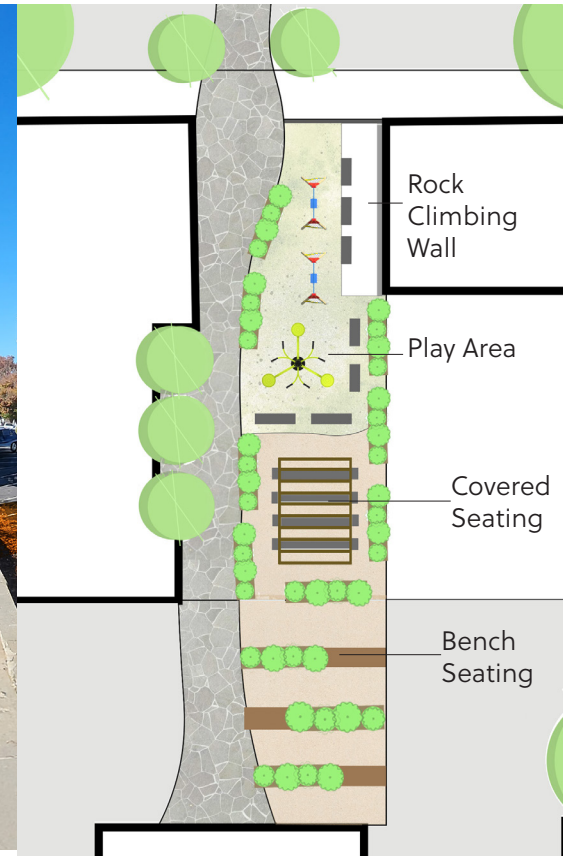 Rock
Climbing
Wall
Play Area
Covered
Seating
Bench
Seating